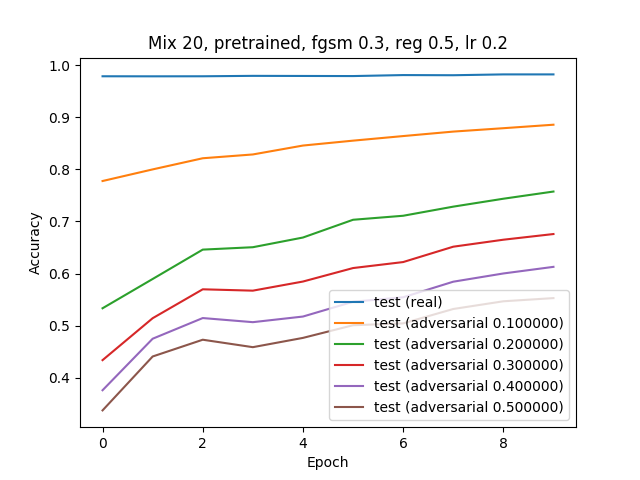 Mix 20, pretrained, fgsm 0.3, reg 0.5, lr 0.2
1.0
0.9
0.8
0.7
0.6
0.5
0.4
Accuracy
test (real)
test (adversarial 0.100000)
test (adversarial 0.200000)
test (adversarial 0.300000)
test (adversarial 0.400000)
test (adversarial 0.500000)
0 2 4 6 8
Epoch